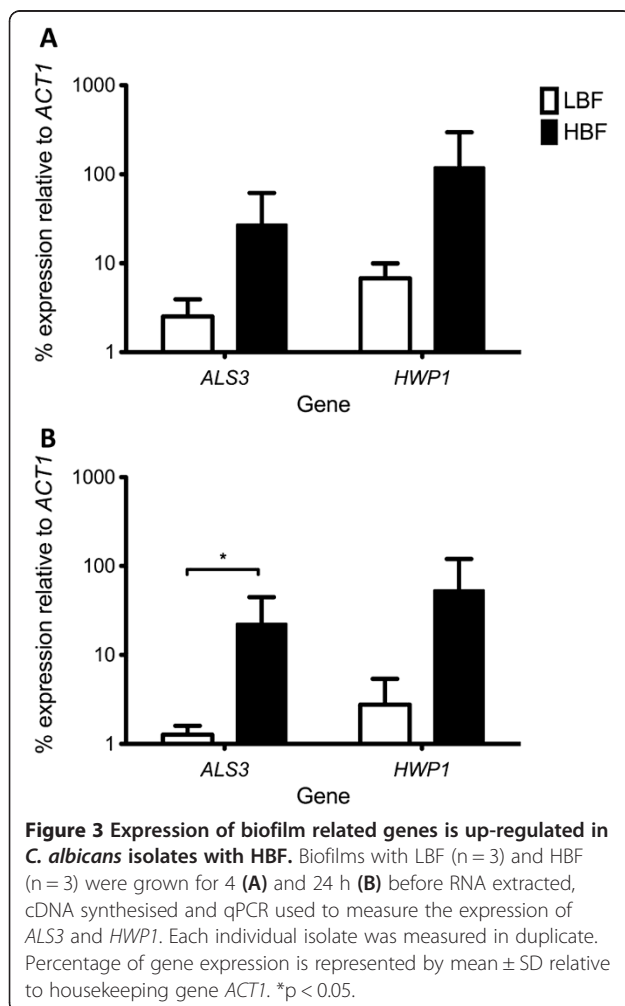 A
% expression relative to ACT1
1000
100
10
1
LBF
HBF
ALS3
HWP1
Gene
B
% expression relative to ACT1
1000
100
10
1
*
ALS3
HWP1
Gene
Figure 3 Expression of biofilm related genes is up-regulated in
C. albicans isolates with HBF. Biofilms with LBF (n = 3) and HBF
(n = 3) were grown for 4 (A) and 24 h (B) before RNA extracted,
cDNA synthesised and qPCR used to measure the expression of
ALS3 and HWP1. Each individual isolate was measured in duplicate.
Percentage of gene expression is represented by mean ± SD relative
to housekeeping gene ACT1. *p < 0.05.